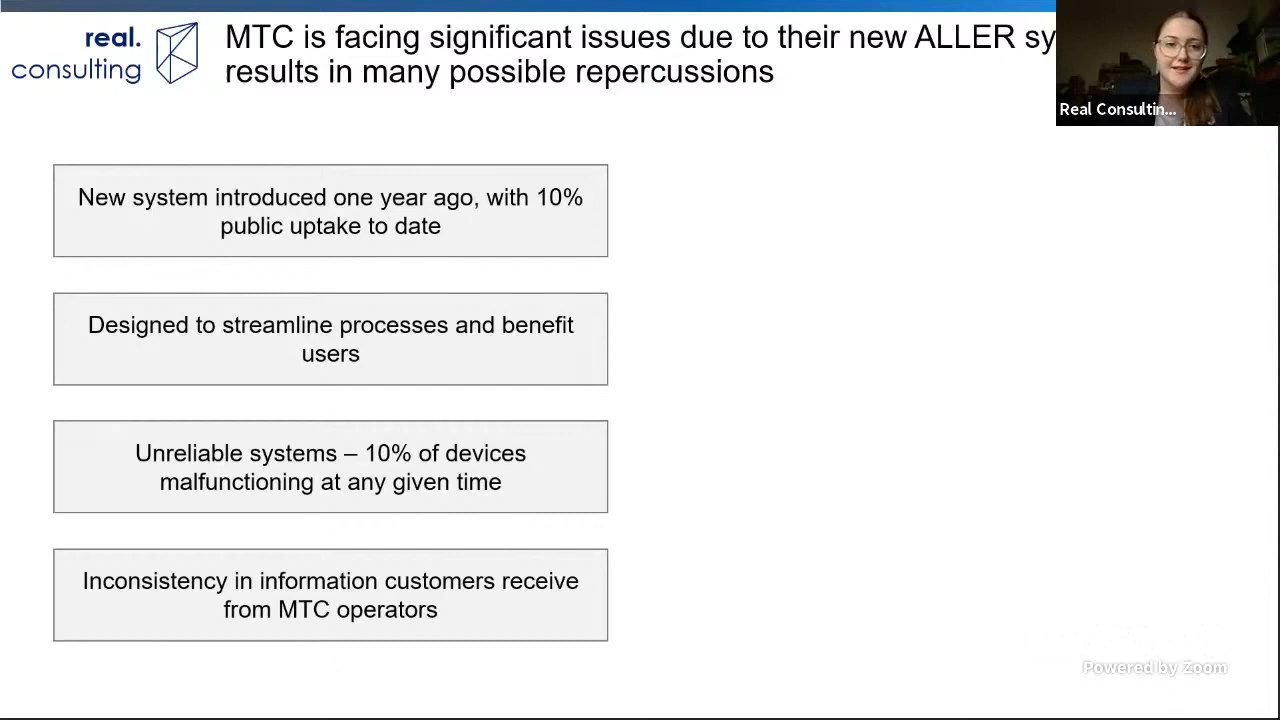 real.
consulting
MTC is facing significant issues due to their new ALLER sy
results in many possible repercussions
Real Consultin...
New system introduced one year ago, with 10%
public uptake to date
Designed to streamline processes and benefit
users
Unreliable systems – 10% of devices
malfunctioning at any given time
Inconsistency in information customers receive
from MTC operators
Powered by Zoom